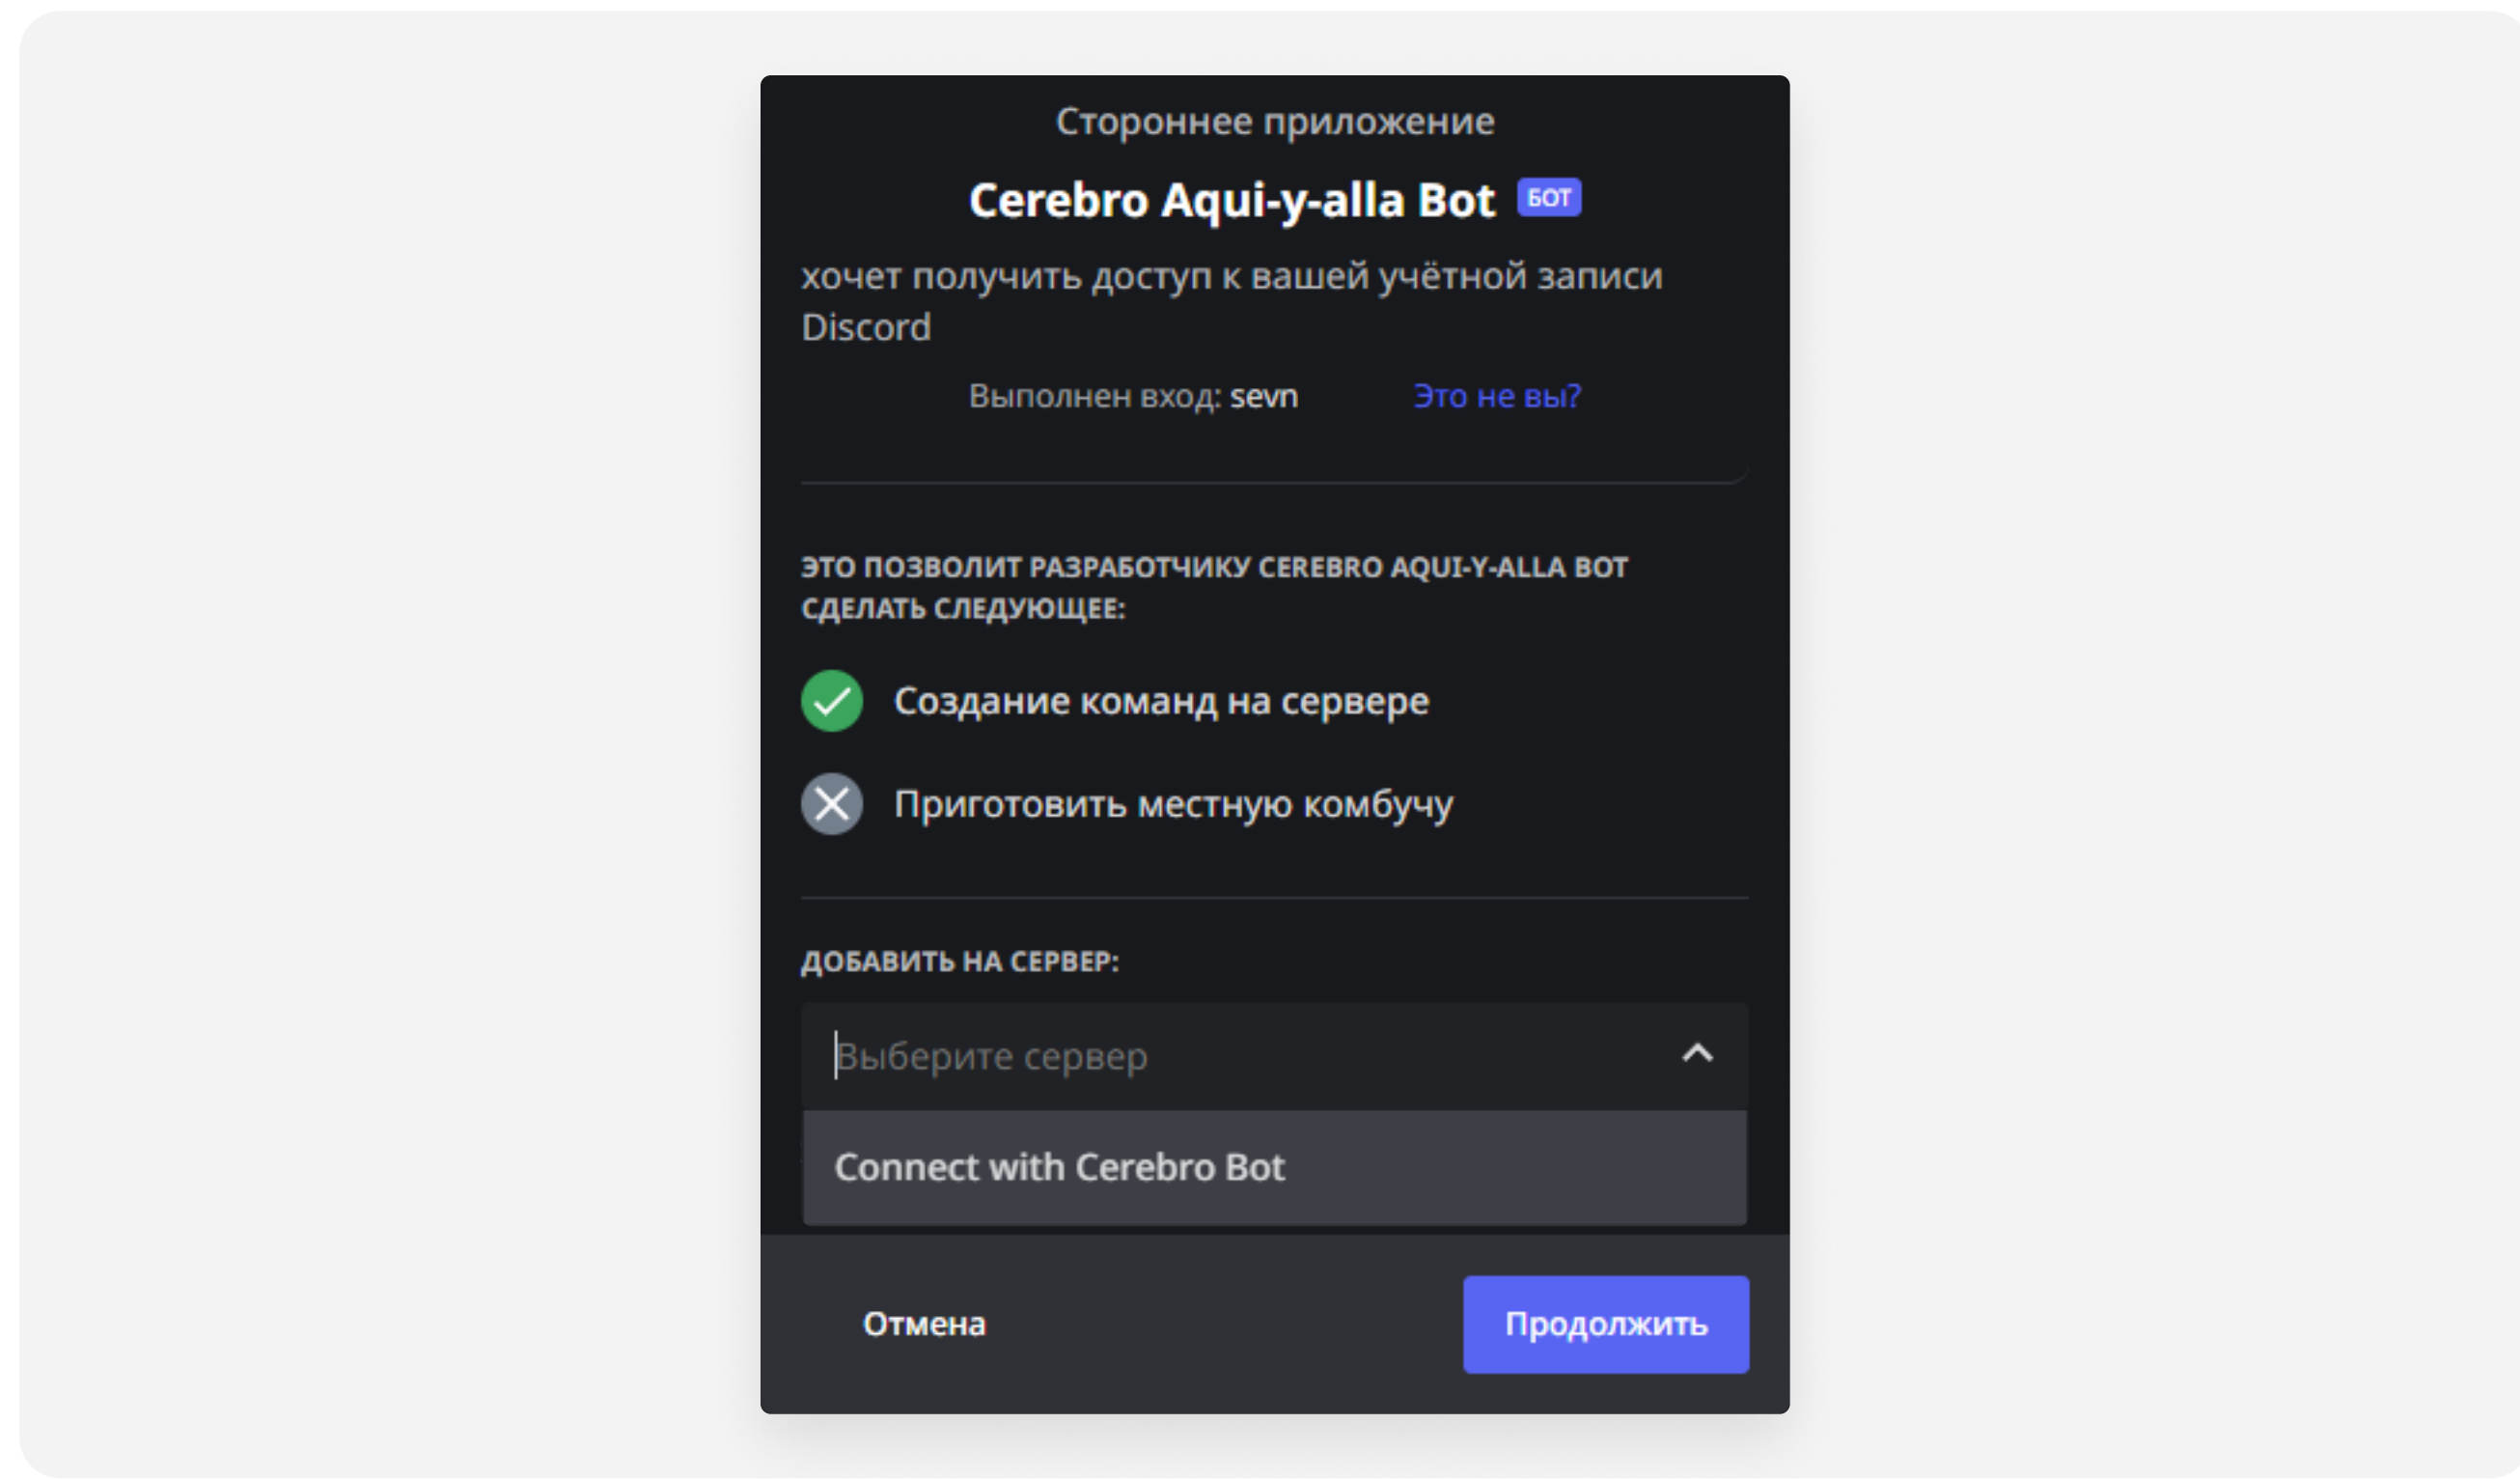 Стороннее приложение
Cerebro Aqui-y-alla Bot БОТ
хочет получить доступ к вашей учётной записи
Discord
Выполнен вход: sevn Это не вы?
ЭТО ПОЗВОЛИТ РАЗРАБОТЧИКУ CEREBRO AQUI-Y-ALLA BOT
СДЕЛАТЬ СЛЕДУЮЩЕЕ:
Создание команд на сервере
Приготовить местную комбучу
ДОБАВИТЬ НА СЕРВЕР:
Выберите сервер
Connect with Cerebro Bot
Отмена Продолжить